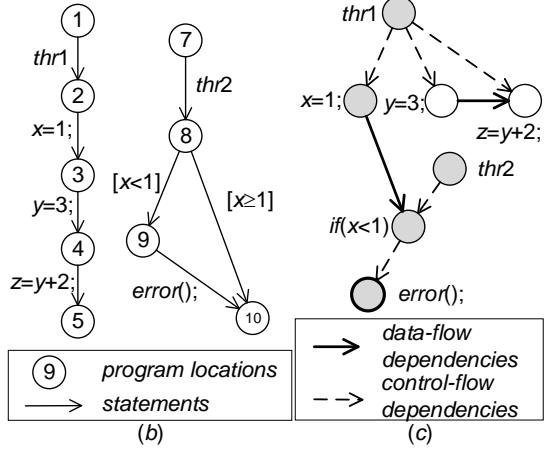 1
thr1
2
x=1;
3
y=3;
4
z=y+2;
5
7
thr2
8
[x<1]
[x≥1]
9
error();
10
9 program locations
statements
(b)
thr1
x=1;
y=3;
z=y+2;
thr2
if(x<1)
error();
data-flow
dependencies
control-flow
dependencies
(c)